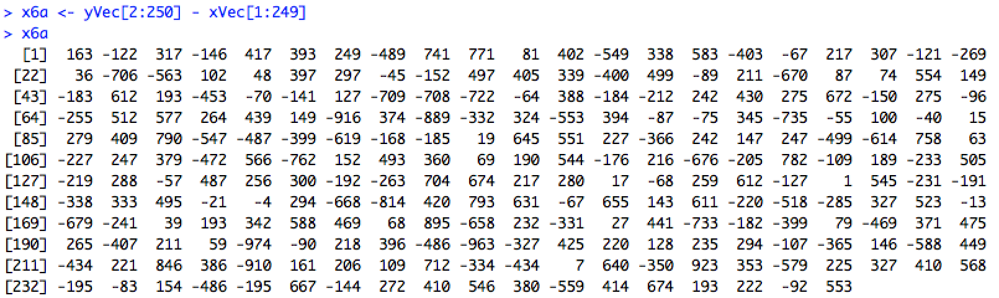 > x6a <- yVec[2:250] - xVec[1:249]
> x6a
[1] 163 -122 317 -146 417 393 249 -489 741 771 81 402 -549 338 583 -403 -67 217 307 -121 -269
[22] 36 -706 -563 102 48 397 297 -45 -152 497 405 339 -400 499 -89 211 -670 87 74 554 149
[43] -183 612 193 -453 -70 -141 127 -709 -708 -722 -64 388 -184 -212 242 430 275 672 -150 275 -96
[64] -255 512 577 264 439 149 -916 374 -889 -332 324 -553 394 -87 -75 345 -735 -55 100 -40 15
[85] 279 409 790 -547 -487 -399 -619 -168 -185 19 645 551 227 -366 242 147 247 -499 -614 758 63
[106] -227 247 379 -472 566 -762 152 493 360 69 190 544 -176 216 -676 -205 782 -109 189 -233 505
[127] -219 288 -57 487 256 300 -192 -263 704 674 217 280 17 -68 259 612 -127 1 545 -231 -191
[148] -338 333 495 -21 -4 294 -668 -814 420 793 631 -67 655 143 611 -220 -518 -285 327 523 -13
[169] -679 -241 39 193 342 588 469 68 895 -658 232 -331 27 441 -733 -182 -399 79 -469 371 475
[190] 265 -407 211 59 -974 -90 218 396 -486 -963 -327 425 220 128 235 294 -107 -365 146 -588 449
[211] -434 221 846 386 -910 161 206 109 712 -334 -434 7 640 -350 923 353 -579 225 327 410 568
[232] -195 -83 154 -486 -195 667 -144 272 410 546 380 -559 414 674 193 222 -92 553